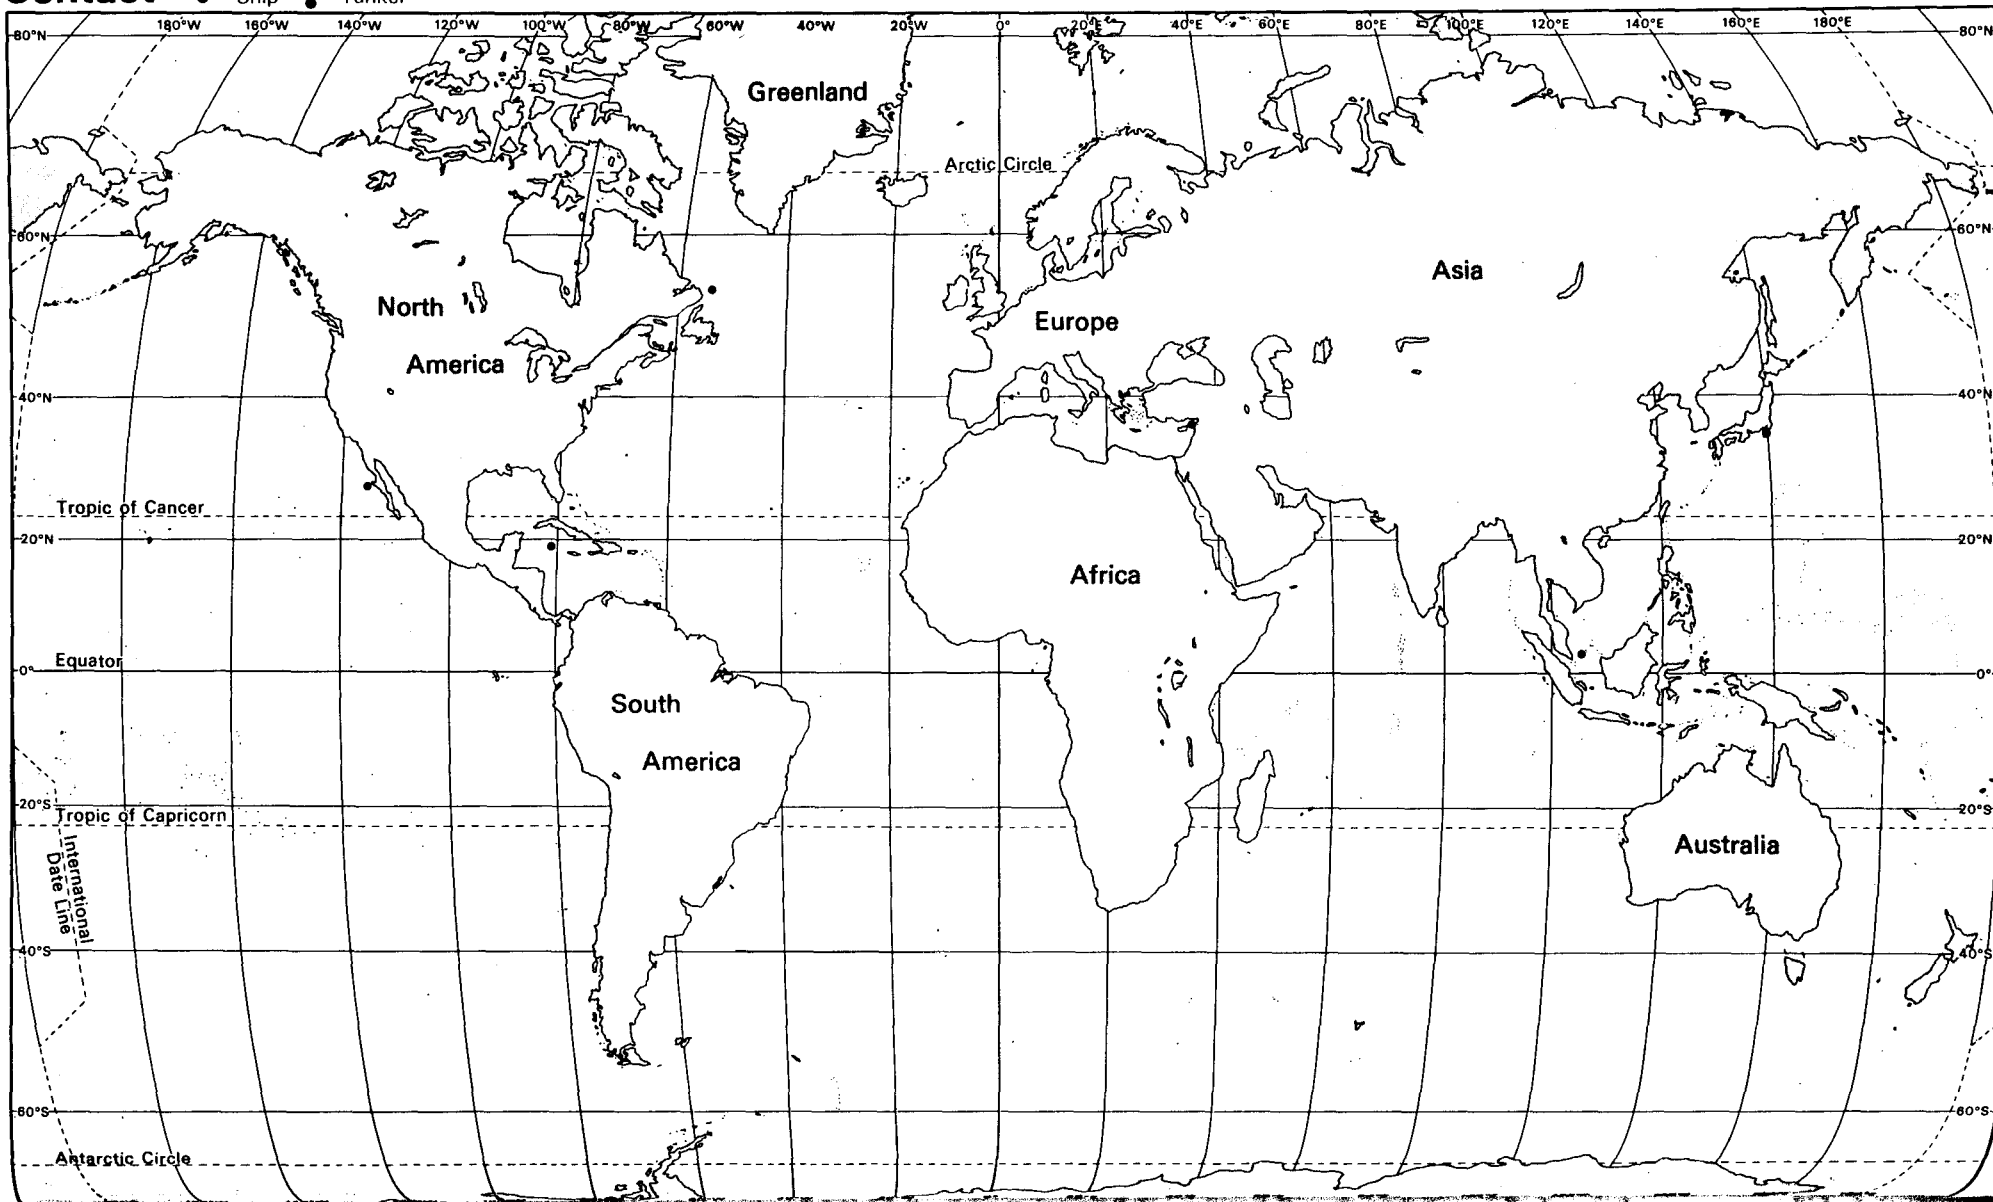 180°W 160°W 140°W 120°W 100°W 80°W 60°W 40°W 20°W 0° 20°E 40°E 60°E 80°E 100°E 120°E 140°E 160°E 180°E
80°N 80°N
Greenland
Arctic Circle
60°N 60°N
Asia
North
Europe
America
40°N 40°N
Tropic of Cancer
20°N 20°N
Africa
Equator
0° 0°
South
America
20°S 20°S
Tropic of Capricorn
Australia
International
Date Line
40°S 40°S
60°S 60°S
Antarctic Circle